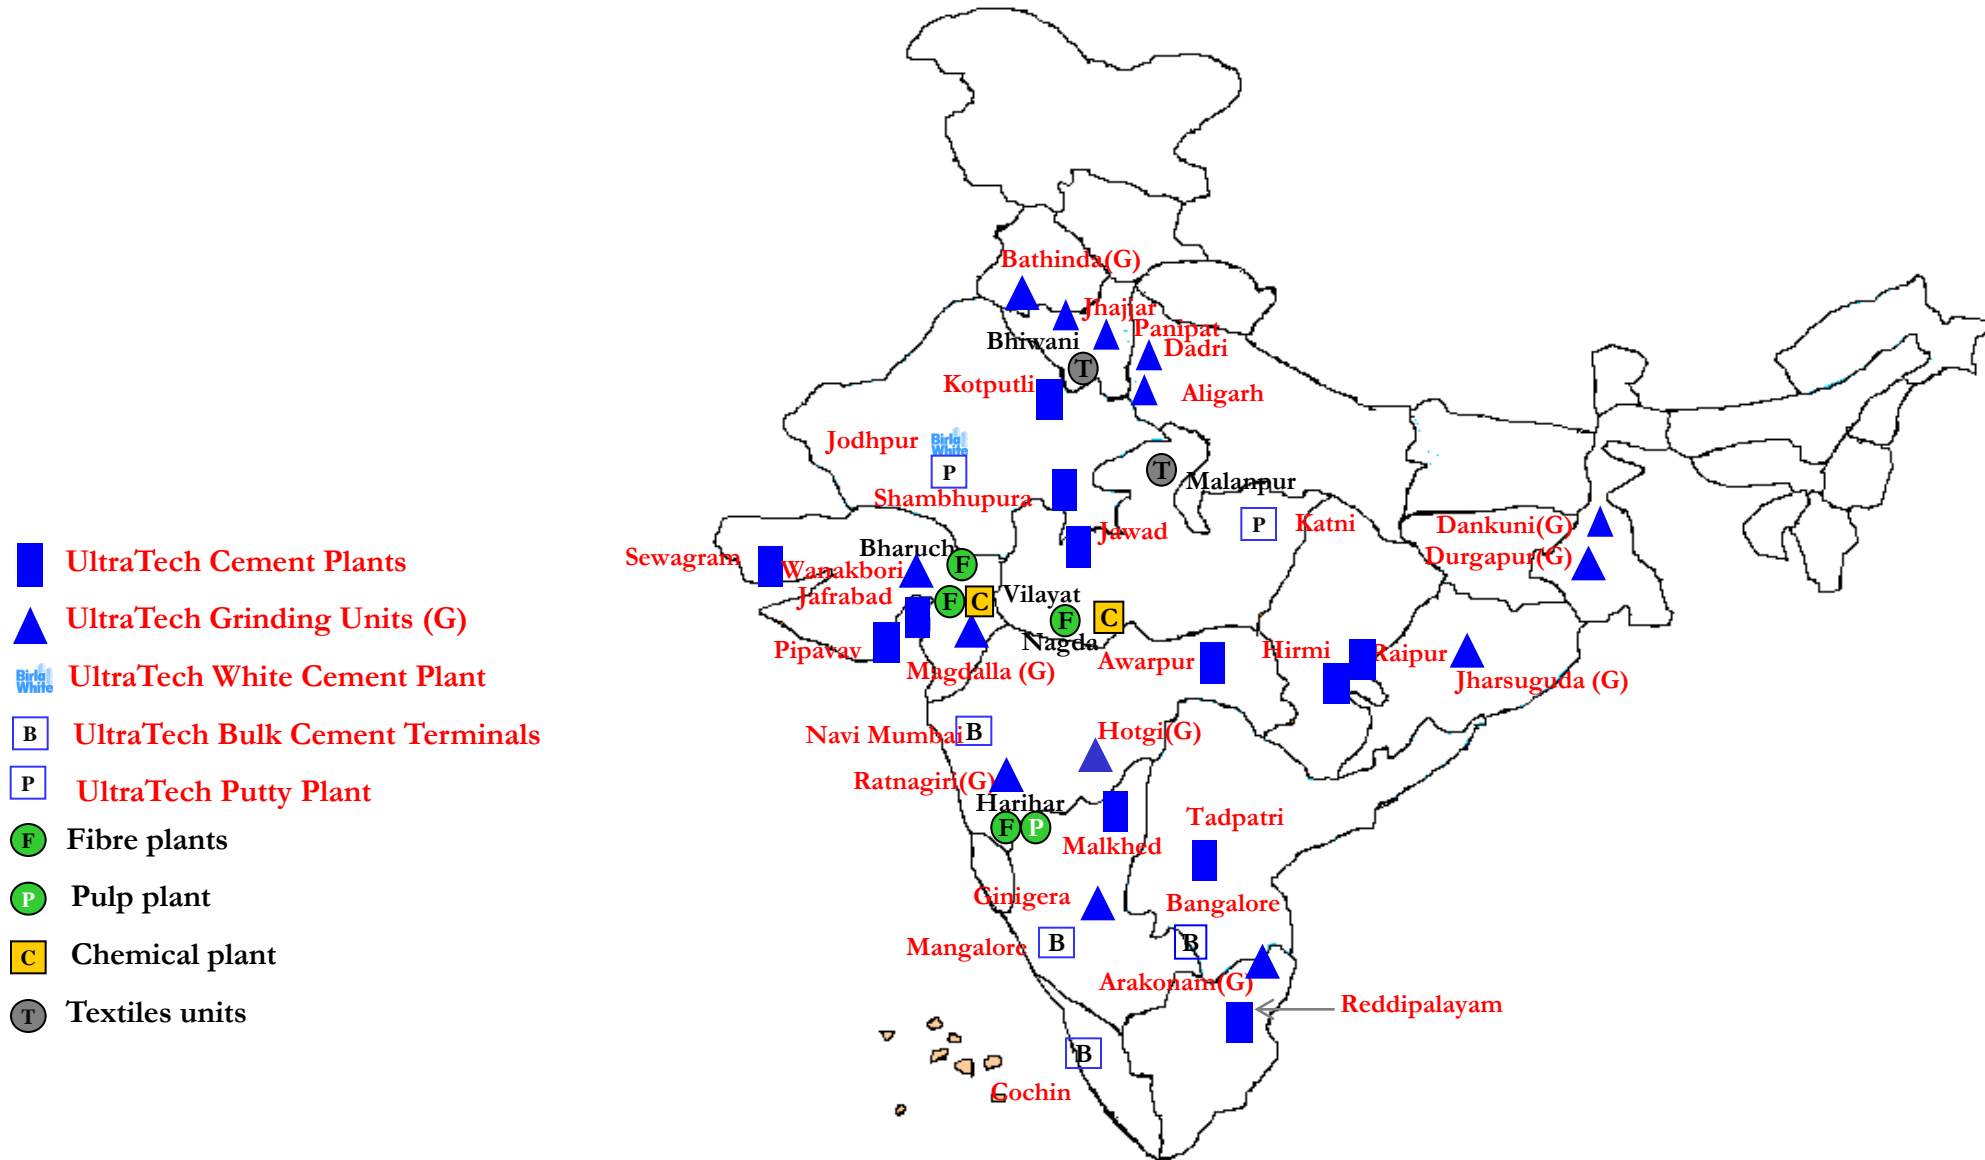 Bathinda(G)
Jhajjar
Panipat
Bhiwani
Dadri
T
Kotputli
Aligarh
Jodhpur
Birla
White
P
T
Malanpur
Shambhupura
P
Katni
Dankuni(G)
Jawad
Durgapur(G)
Sewagram
Bharuch
Wanakbori
F
Jafrabad
F
C
Vilayat
F
C
Nagda
Pipavav
Magdalla (G)
Awarpur
Hirmi
Raipur
Jharsuguda (G)
Navi Mumbai
B
Hotgi(G)
Ratnagiri(G)
Harihar
F
P
Malkhed
Tadpatri
Ginigera
Bangalore
Mangalore
B
B
Arakonam(G)
Reddipalayam
B
Cochin
UltraTech Cement Plants
UltraTech Grinding Units (G)
Birla
White
UltraTech White Cement Plant
B
UltraTech Bulk Cement Terminals
P
UltraTech Putty Plant
F
Fibre plants
P
Pulp plant
C
Chemical plant
T
Textiles units